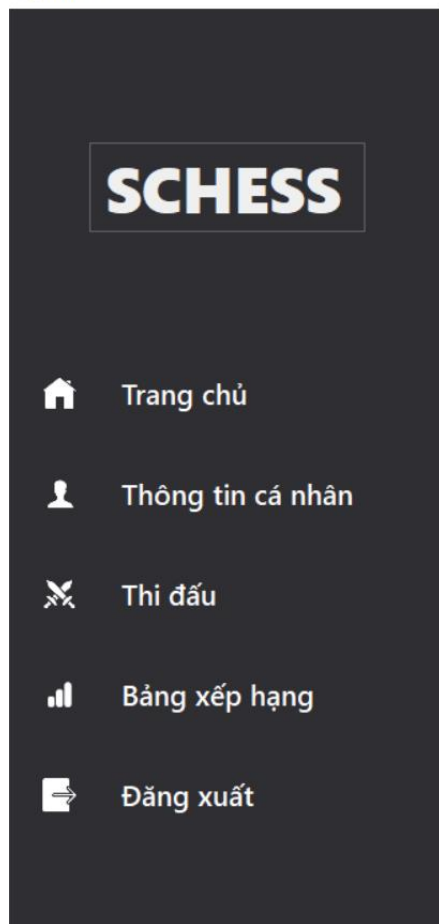 SCHESS
Trang chủ
Thông tin cá nhân
Thi đấu
Bảng xếp hạng
Đăng xuất